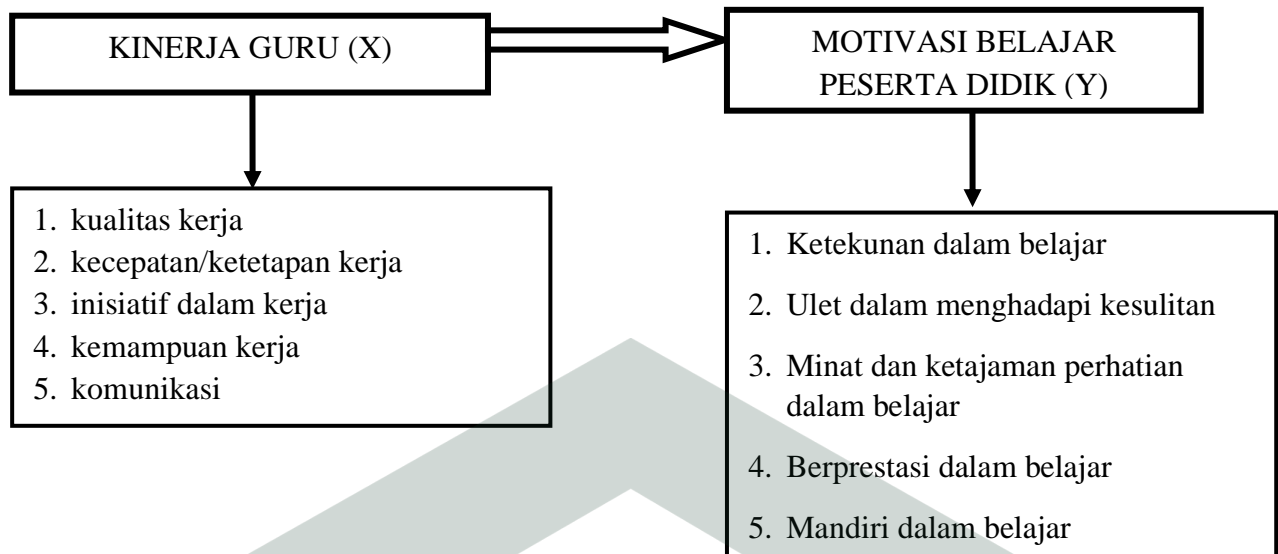 KINERJA GURU (X)
MOTIVASI BELAJAR
PESERTA DIDIK (Y)
1. kualitas kerja
2. kecepatan/ketetapan kerja
3. inisiatif dalam kerja
4. kemampuan kerja
5. komunikasi
1. Ketekunan dalam belajar
2. Ulet dalam menghadapi kesulitan
3. Minat dan ketajaman perhatian
dalam belajar
4. Berprestasi dalam belajar
5. Mandiri dalam belajar